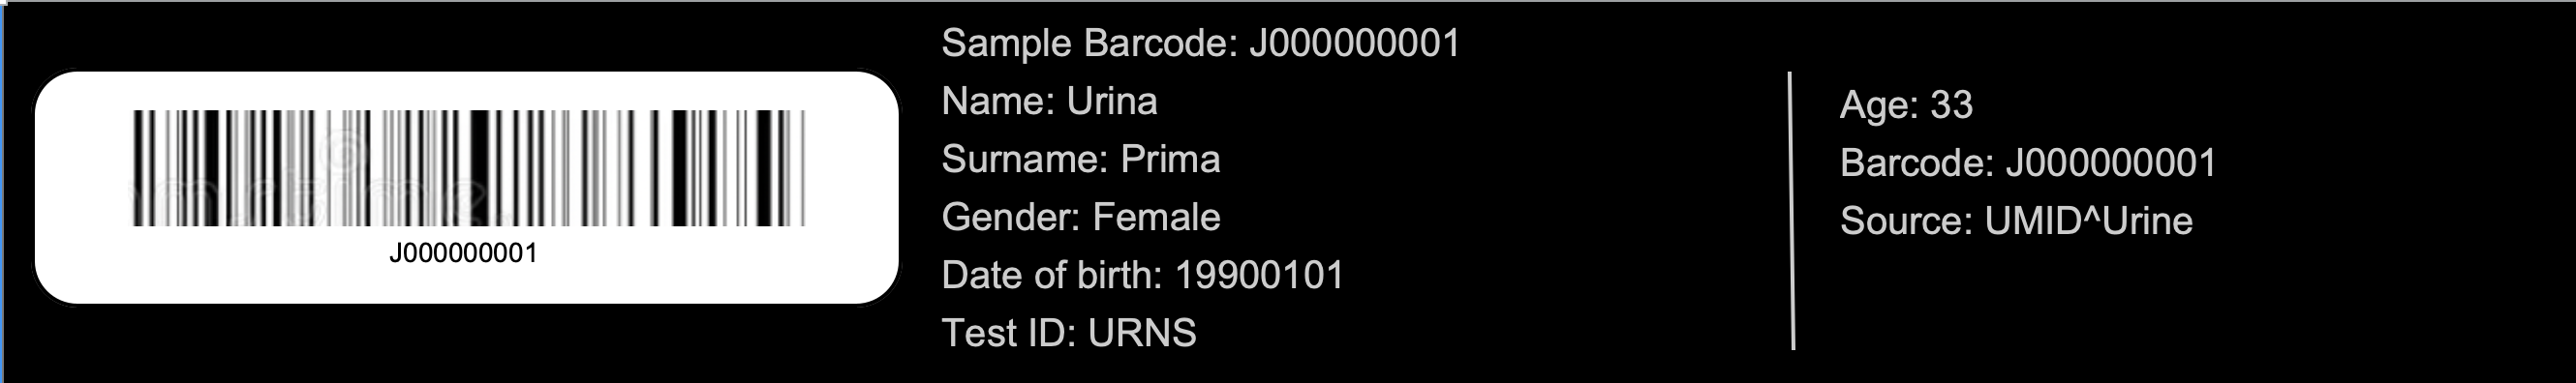 J000000001
Sample Barcode: J000000001
Name: Urina
Surname: Prima
Gender: Female
Date of birth: 19900101
Test ID: URNS
Age: 33
Barcode: J000000001
Source: UMID^Urine